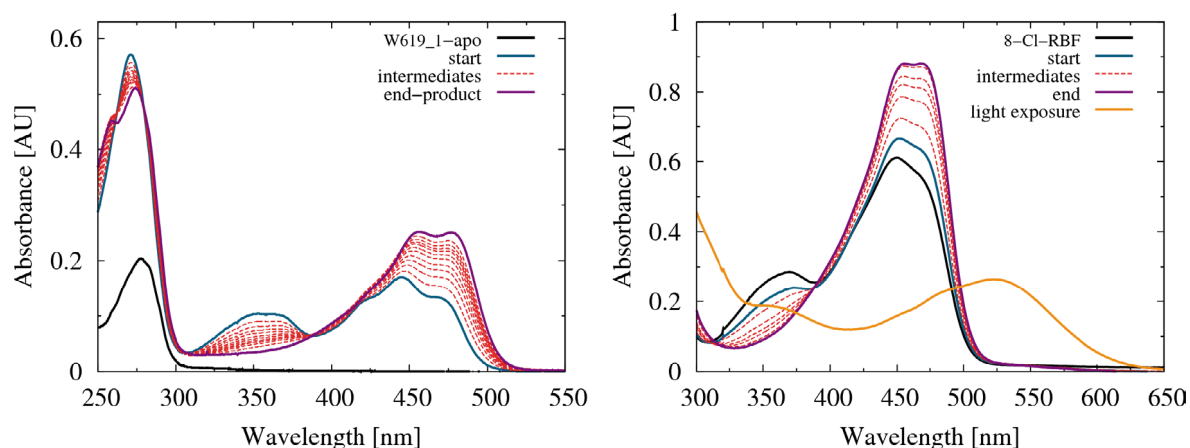 Absorbance [AU]
0.6
0.4
0.2
0
W619_1-apo
start
intermediates
end-product
250 300 350 400 450 500 550
Wavelength [nm]
Absorbance [AU]
1
0.8
0.6
0.4
0.2
0
8-Cl-RBF
start
intermediates
end
light exposure
300 350 400 450 500 550 600 650
Wavelength [nm]